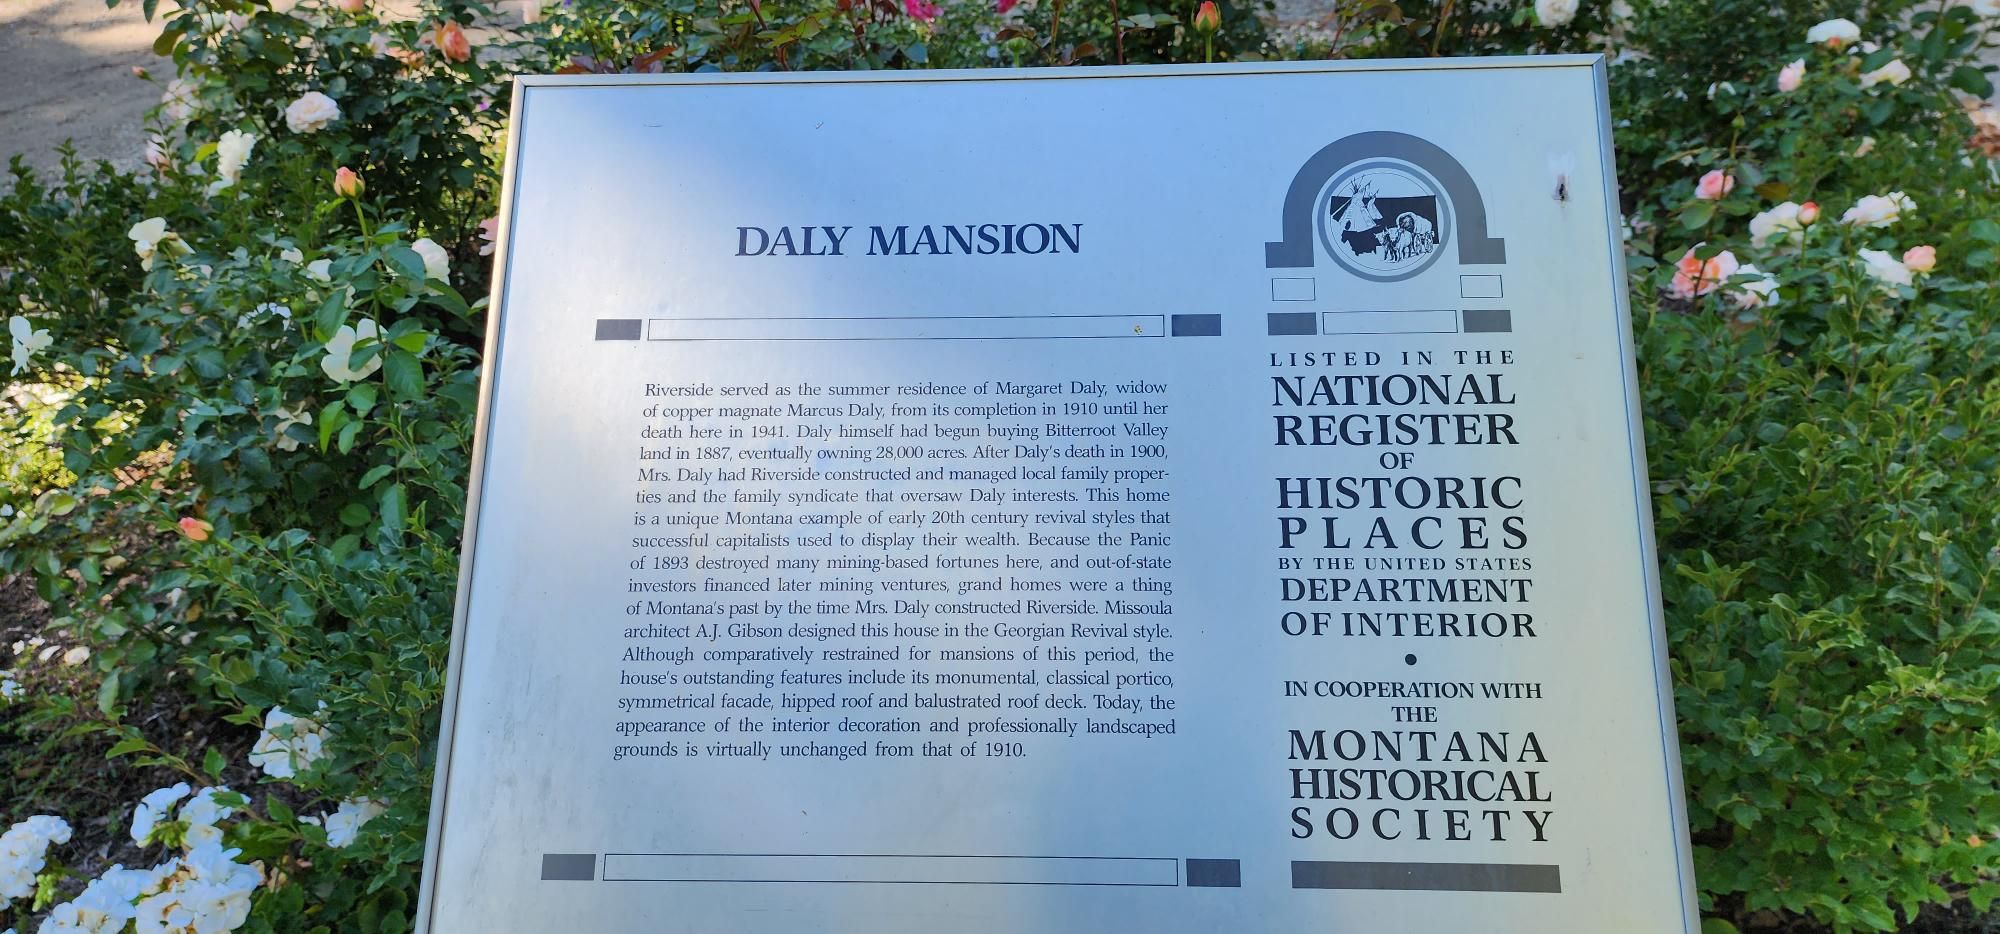 DALY MANSION
Riverside served as the summer residence of Margaret Daly, widow
of copper magnate Marcus Daly, from its completion in 1910 until her
death here in 1941. Daly himself had begun buying Bitterroot Valley
land in 1887, eventually owning 28,000 acres. After Daly's death in 1900,
Mrs. Daly had Riverside constructed and managed local family proper-
ties and the family syndicate that oversaw Daly interests. This home
is a unique Montana example of early 20th century revival styles that
successful capitalists used to display their wealth. Because the Panic
of 1893 destroyed many mining-based fortunes here, and out-of-state
investors financed later mining ventures, grand homes were a thing
of Montana's past by the time Mrs. Daly constructed Riverside. Missoula
architect A.J. Gibson designed this house in the Georgian Revival style.
Although comparatively restrained for mansions of this period, the
house's outstanding features include its monumental, classical portico,
symmetrical facade, hipped roof and balustrated roof deck. Today, the
appearance of the interior decoration and professionally landscaped
grounds is virtually unchanged from that of 1910.
LISTED IN THE
NATIONAL
REGISTER
OF
HISTORIC
PLACES
BY THE UNITED STATES
DEPARTMENT
OF INTERIOR
•
IN COOPERATION WITH
THE
MONTANA
HISTORICAL
SOCIETY